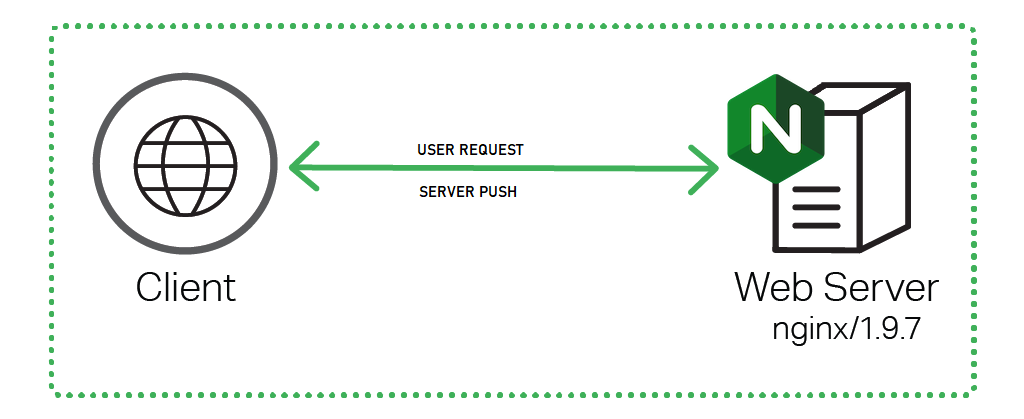 USER REQUEST
SERVER PUSH
N
Client
Web Server
nginx/1.9.7